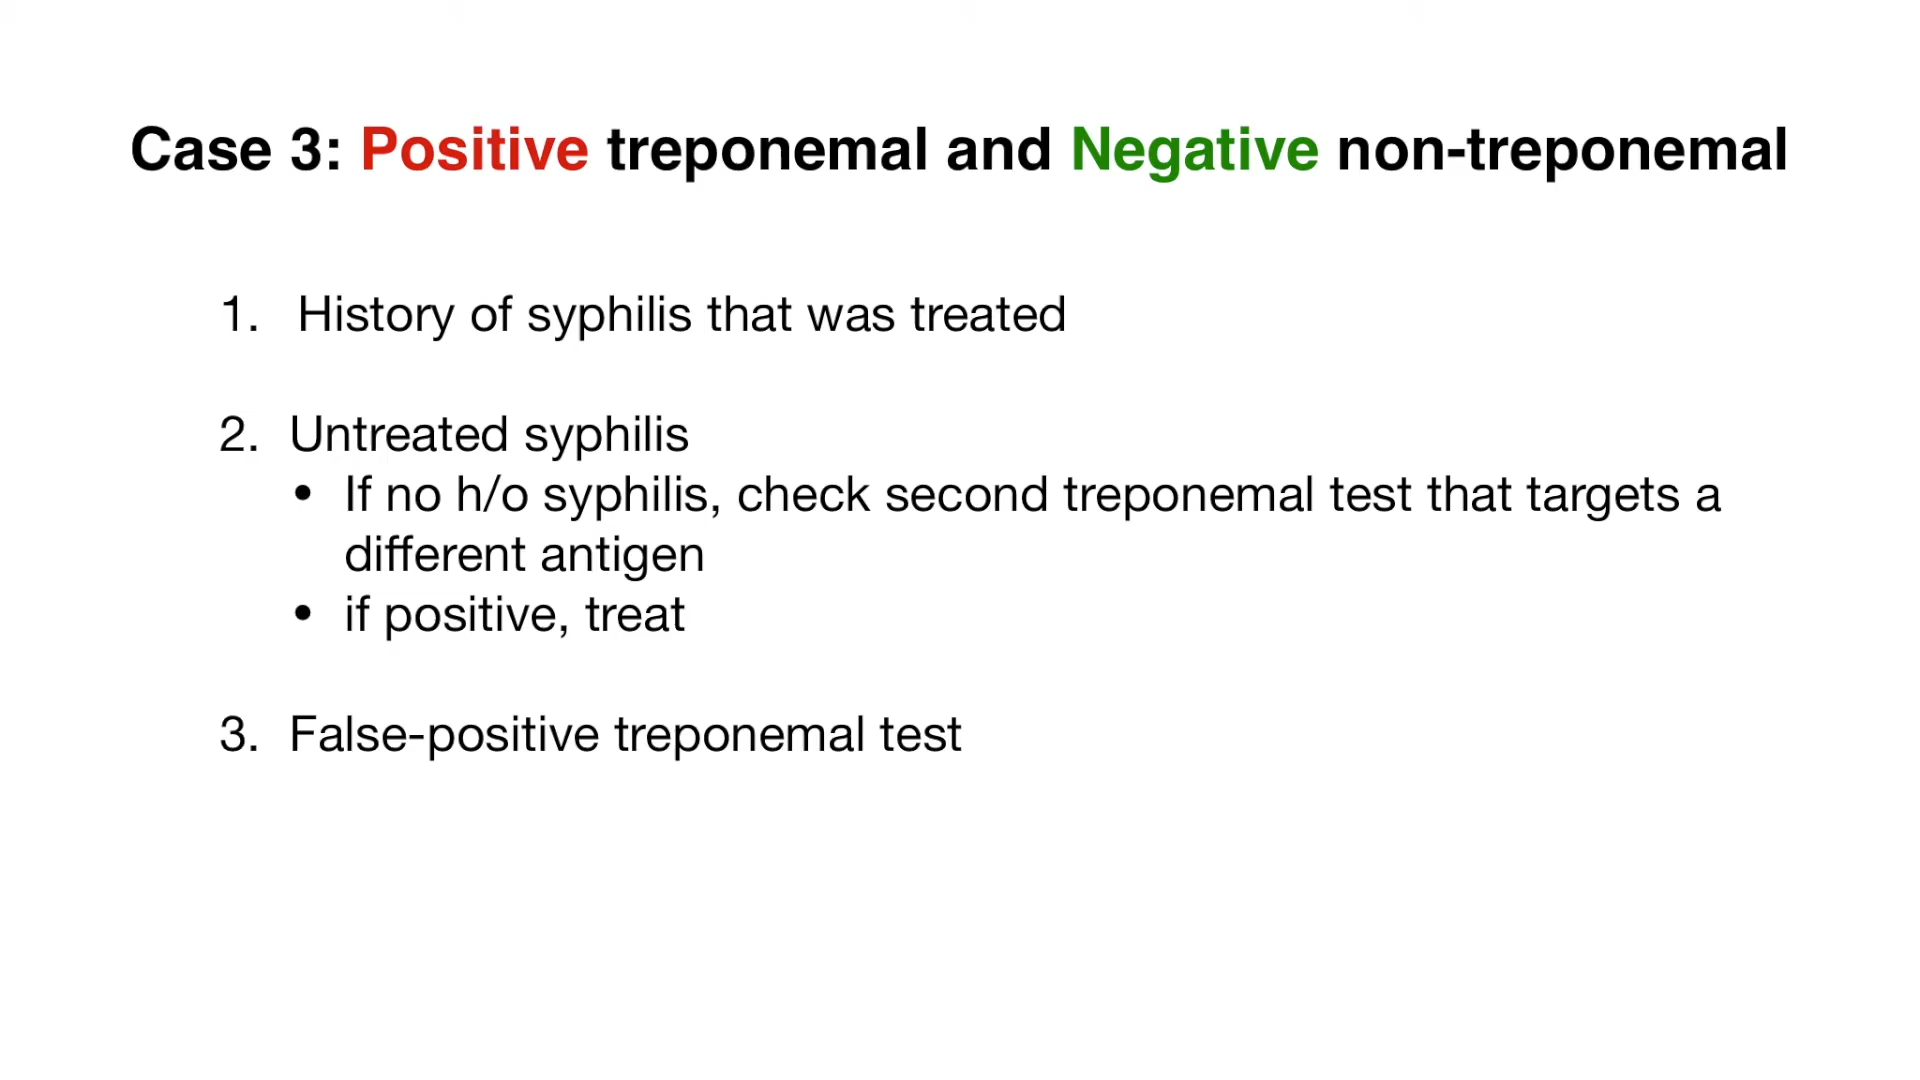 Case 3: Positive treponemal and Negative non-treponemal
1. History of syphilis that was treated
2. Untreated syphilis
• If no h/o syphilis, check second treponemal test that targets a
different antigen
• if positive, treat
3. False-positive treponemal test